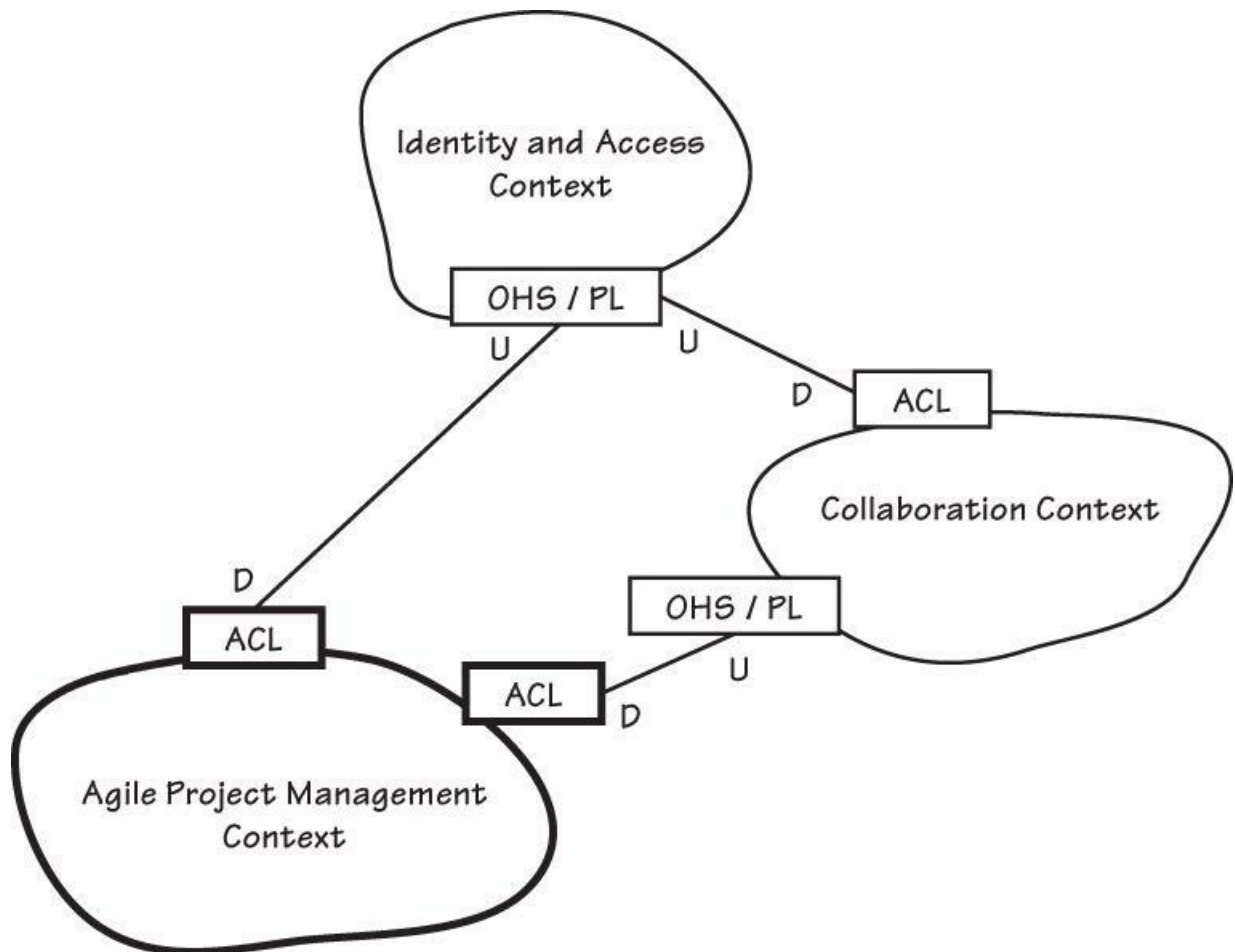 Identity and Access
Context
OHS / PL
U
U
D
ACL
Collaboration Context
D
OHS / PL
ACL
U
ACL
D
Agile Project Management
Context